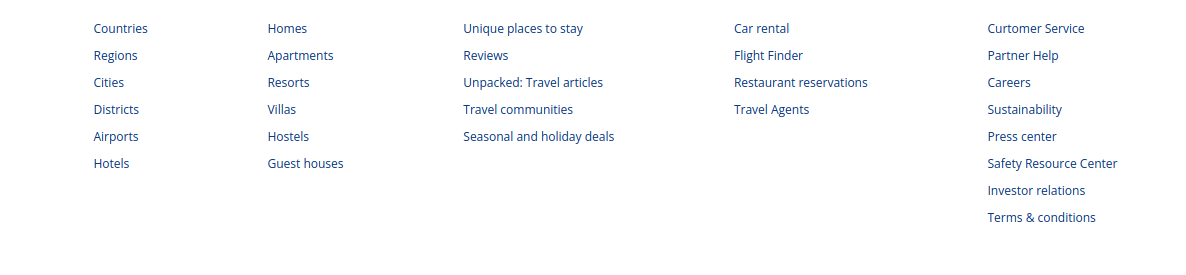 Countries
Regions
Cities
Districts
Airports
Hotels
Homes
Apartments
Resorts
Villas
Hostels
Guest houses
Unique places to stay
Reviews
Unpacked: Travel articles
Travel communities
Seasonal and holiday deals
Car rental
Flight Finder
Restaurant reservations
Travel Agents
Curtomer Service
Partner Help
Careers
Sustainability
Press center
Safety Resource Center
Investor relations
Terms & conditions